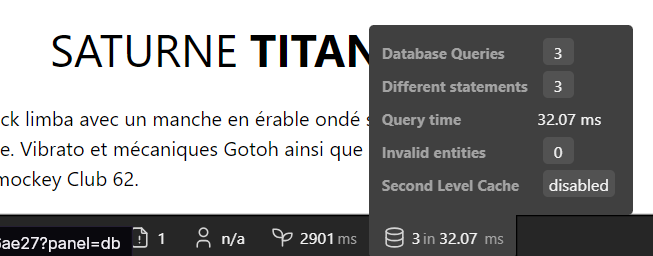 SATURNE TITAN
ck limba avec un manche en érable ondé
e. Vibrato et mécaniques Gotoh ainsi que
mockey Club 62.
Database Queries 3
Different statements 3
Query time 32.07 ms
Invalid entities 0
Second Level Cache disabled
6ae27?panel=db 1 n/a 2901 ms 3 in 32.07 ms